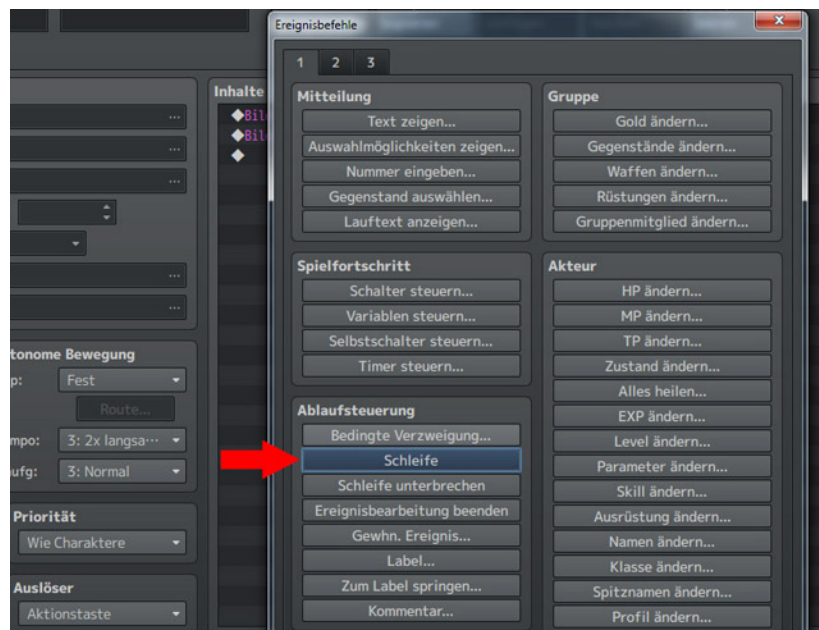 Ereignisbefehle
1 2 3
Inhalte
◆Bil
◆Bil
◆
Mitteilung
Text zeigen...
Auswahlmöglichkeiten zeigen...
Nummer eingeben...
Gegenstand auswählen...
Lauftext anzeigen...
Gruppe
Gold ändern...
Gegenstände ändern...
Waffen ändern...
Rüstungen ändern...
Gruppenmitglied ändern...
Spielfortschritt
Schalter steuern...
Variablen steuern...
Selbstschalter steuern...
Timer steuern...
Akteur
HP ändern...
MP ändern...
TP ändern...
Zustand ändern...
Alles heilen...
EXP ändern...
Level ändern...
Parameter ändern...
Skill ändern...
Ausrüstung ändern...
Namen ändern...
Klasse ändern...
Spitznamen ändern...
Profil ändern...
Ablaufsteuerung
Bedingte Verzweigung...
Schleife
Schleife unterbrechen
Ereignisbearbeitung beenden
Gewhn. Ereignis...
Label...
Zum Label springen...
Kommentar...
tonome Bewegung
p: Fest
Route...
mpo: 3: 2x langsa...
ufg: 3: Normal
Priorität
Wie Charaktere
Auslöser
Aktionstaste